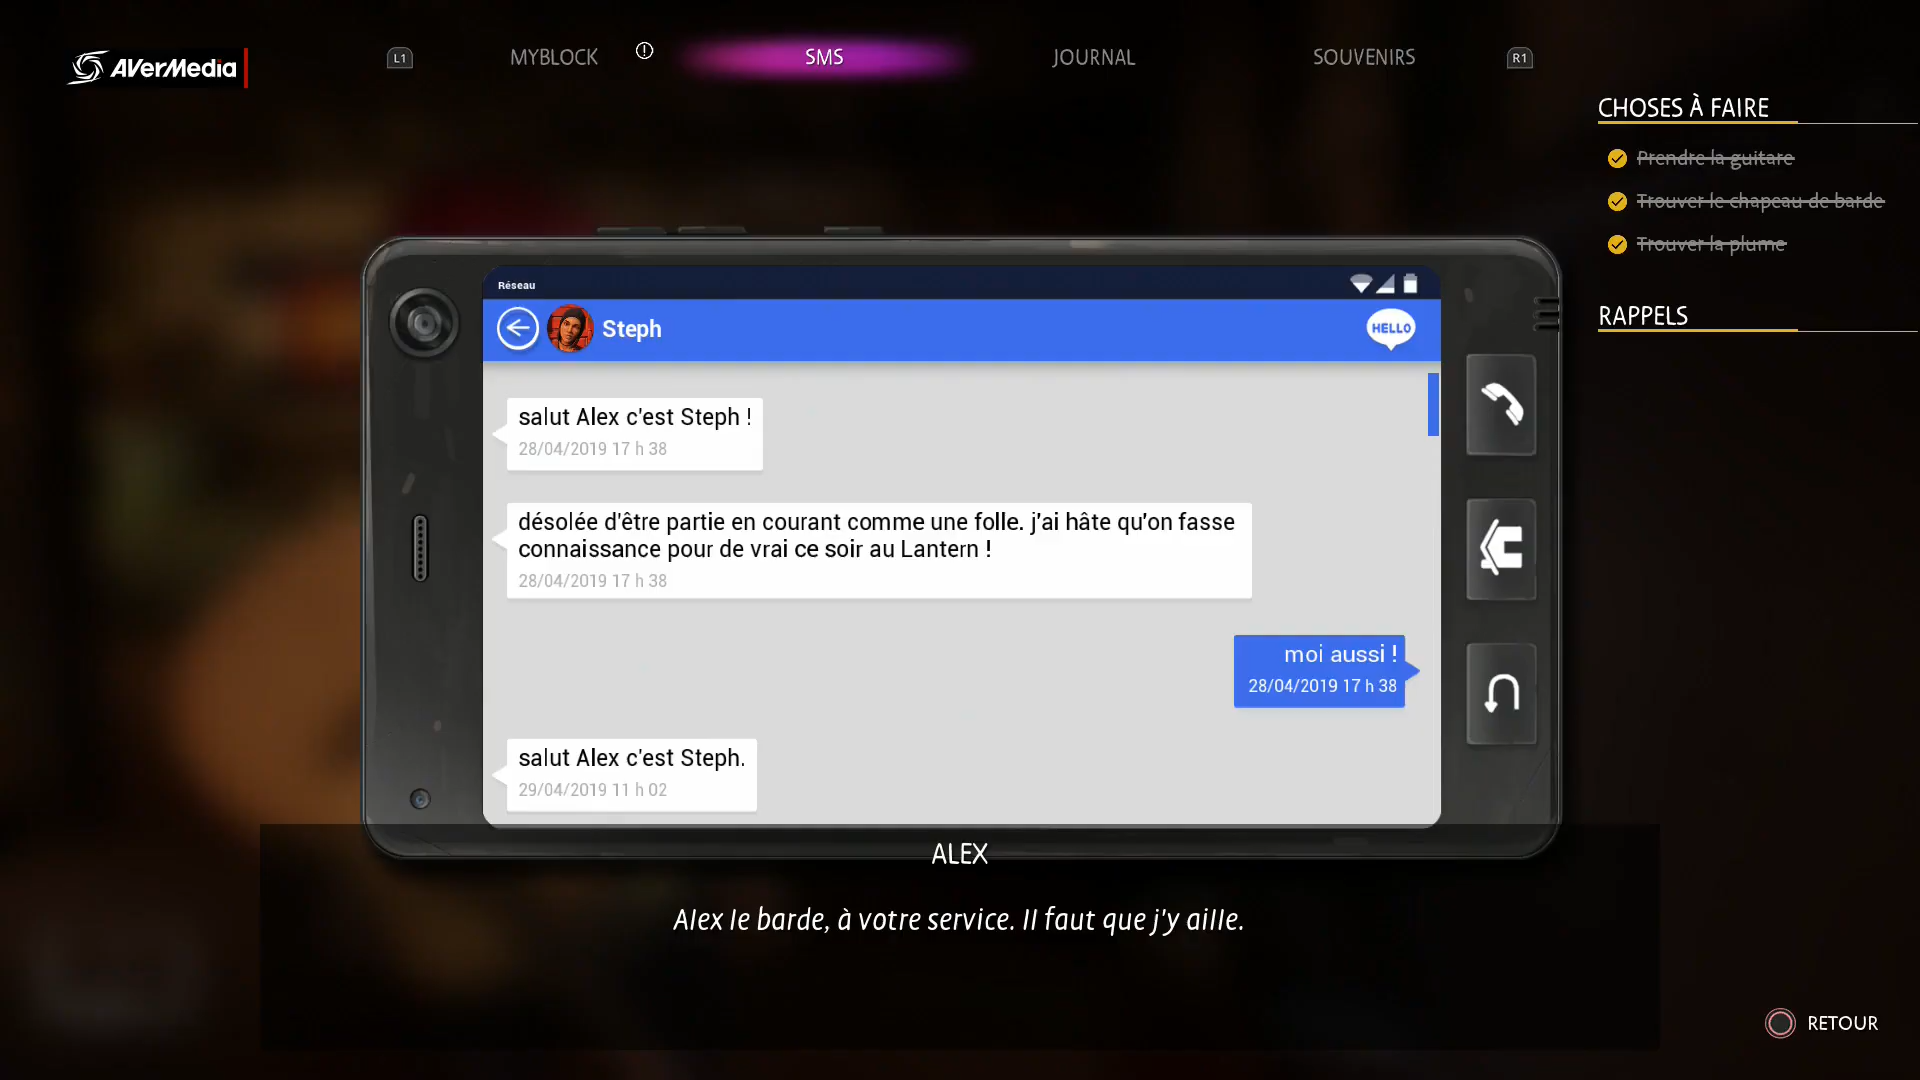 AVerMedia
L1
MYBLOCK
SMS
JOURNAL
SOUVENIRS
R1
CHOSES À FAIRE
Prendre la guitare
Trouver le chapeau de barde
Trouver la plume
RAPPELS
Réseau
Steph
HELLO
salut Alex c'est Steph !
28/04/2019 17 h 38
désolée d'être partie en courant comme une folle. j'ai hâte qu'on fasse
connaissance pour de vrai ce soir au Lantern !
28/04/2019 17 h 38
moi aussi !
28/04/2019 17 h 38
salut Alex c'est Steph.
29/04/2019 11 h 02
ALEX
Alex le barde, à votre service. Il faut que j'y aille.
RETOUR